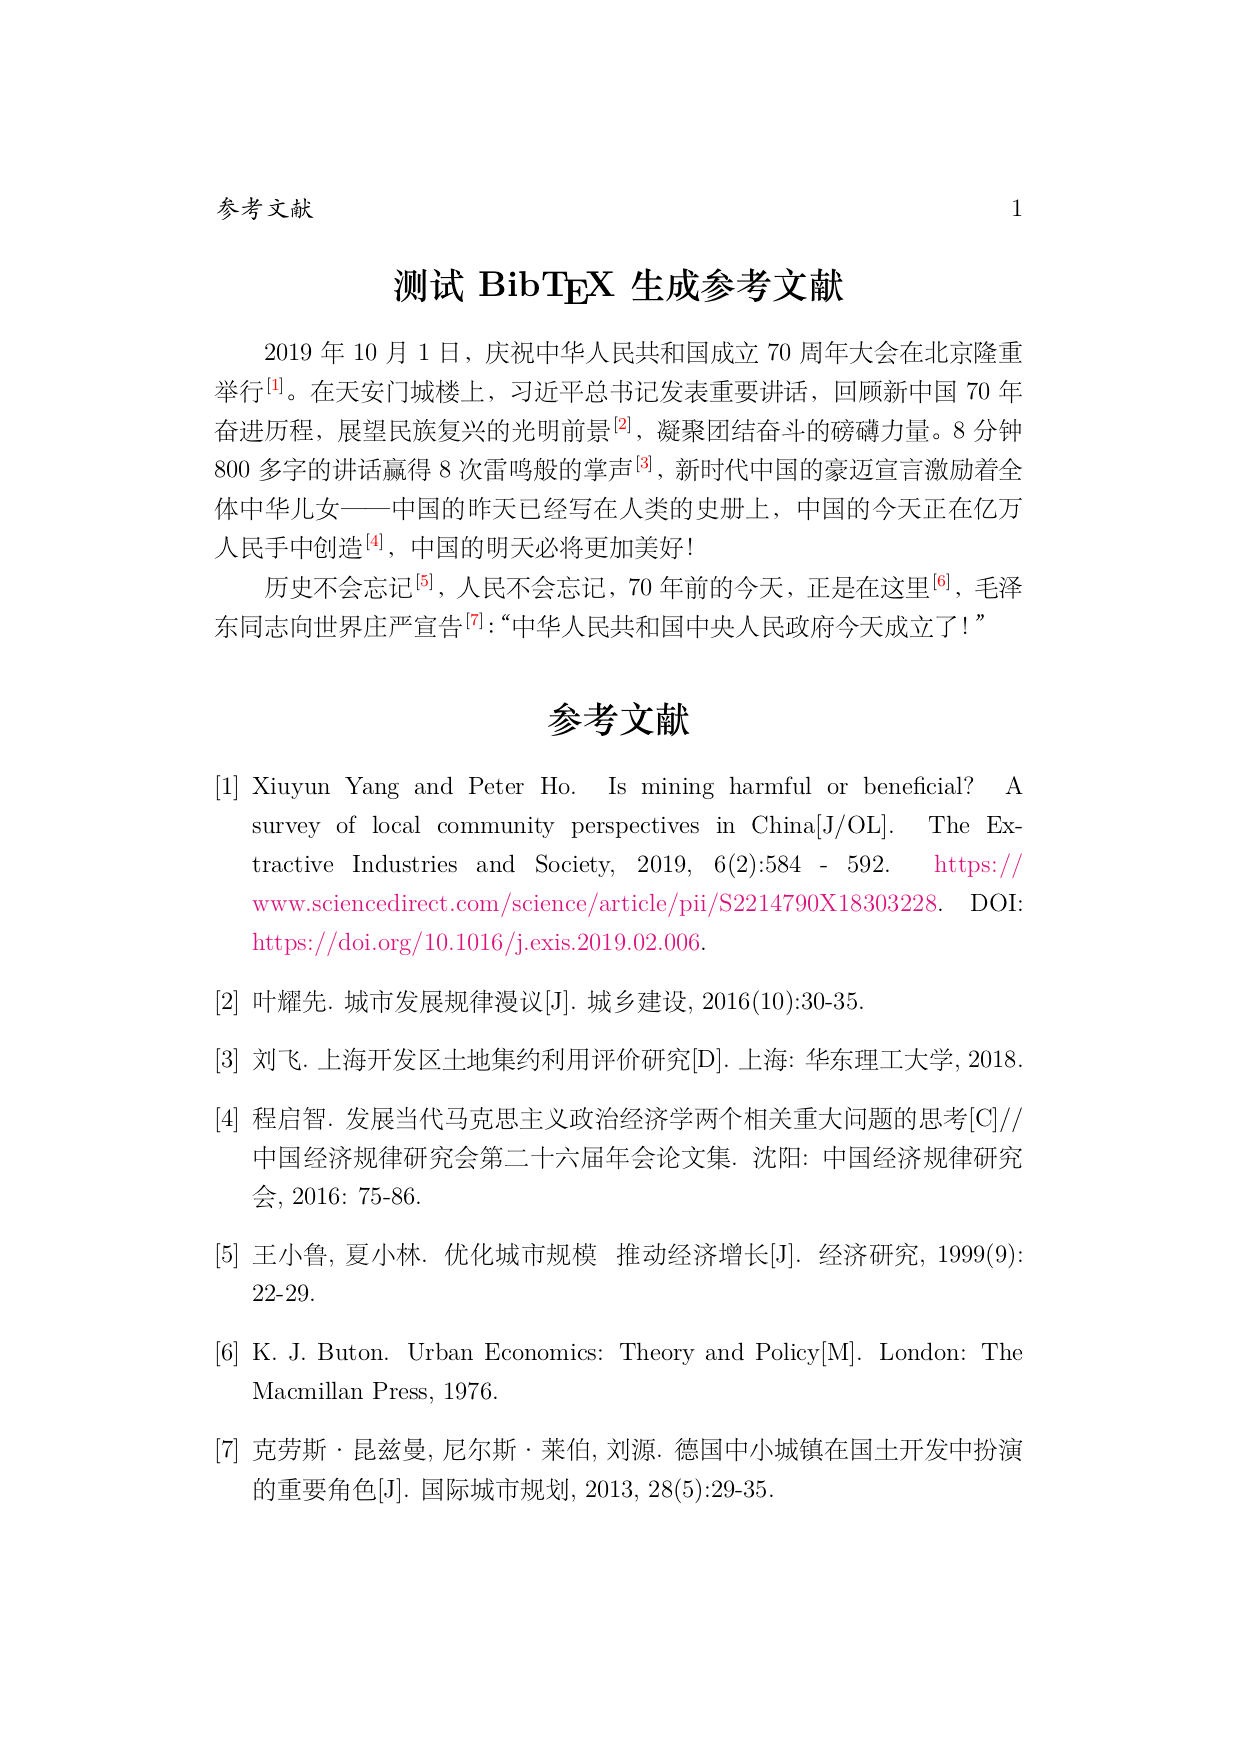 参考文献 1
测试 BibTEX 生成参考文献
2019 年 10 月 1 日，庆祝中华人民共和国成立 70 周年大会在北京隆重
举行[1]。在天安门城楼上，习近平总书记发表重要讲话，回顾新中国 70 年
奋进历程，展望民族复兴的光明前景[2]，凝聚团结奋斗的磅礴力量。8 分钟
800 多字的讲话赢得 8 次雷鸣般的掌声[3]，新时代中国的豪迈宣言激励着全
体中华儿女——中国的昨天已经写在人类的史册上，中国的今天正在亿万
人民手中创造[4]，中国的明天必将更加美好！
历史不会忘记[5]，人民不会忘记，70 年前的今天，正是在这里[6]，毛泽
东同志向世界庄严宣告[7]：“中华人民共和国中央人民政府今天成立了！”
参考文献
[1] Xiuyun Yang and Peter Ho. Is mining harmful or beneficial? A
survey of local community perspectives in China[J/OL]. The Ex-
tractive Industries and Society, 2019, 6(2):584 - 592. https://
www.sciencedirect.com/science/article/pii/S2214790X18303228. DOI:
https://doi.org/10.1016/j.exis.2019.02.006.
[2] 叶耀先. 城市发展规律漫议[J]. 城乡建设, 2016(10):30-35.
[3] 刘飞. 上海开发区土地集约利用评价研究[D]. 上海: 华东理工大学, 2018.
[4] 程启智. 发展当代马克思主义政治经济学两个相关重大问题的思考[C]//
中国经济规律研究会第二十六届年会论文集. 沈阳: 中国经济规律研究
会, 2016: 75-86.
[5] 王小鲁, 夏小林. 优化城市规模 推动经济增长[J]. 经济研究, 1999(9):
22-29.
[6] K. J. Buton. Urban Economics: Theory and Policy[M]. London: The
Macmillan Press, 1976.
[7] 克劳斯 · 昆兹曼, 尼尔斯 · 莱伯, 刘源. 德国中小城镇在国土开发中扮演
的重要角色[J]. 国际城市规划, 2013, 28(5):29-35.